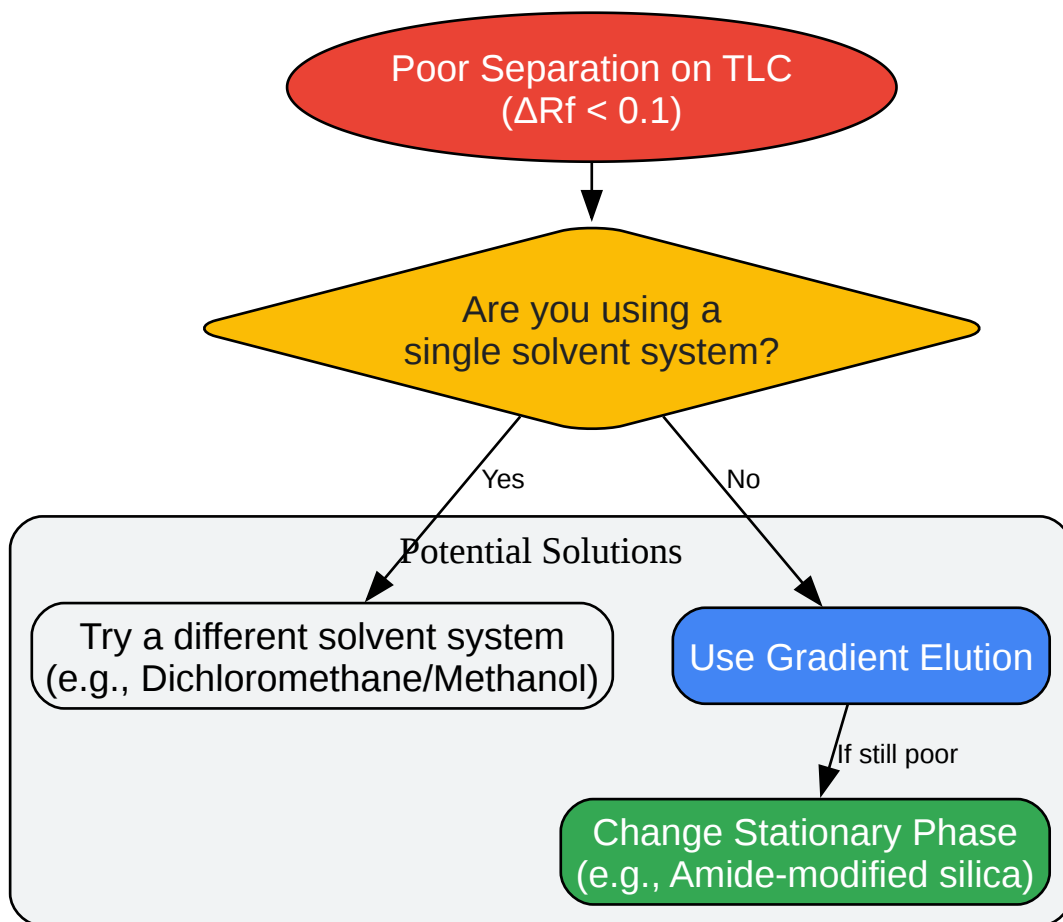 Poor Separation on TLC
(ΔRf < 0.1)
Are you using a
single solvent system?
Yes
No
Potential Solutions
Try a different solvent system
(e.g., Dichloromethane/Methanol)
Use Gradient Elution
If still poor
Change Stationary Phase
(e.g., Amide-modified silica)